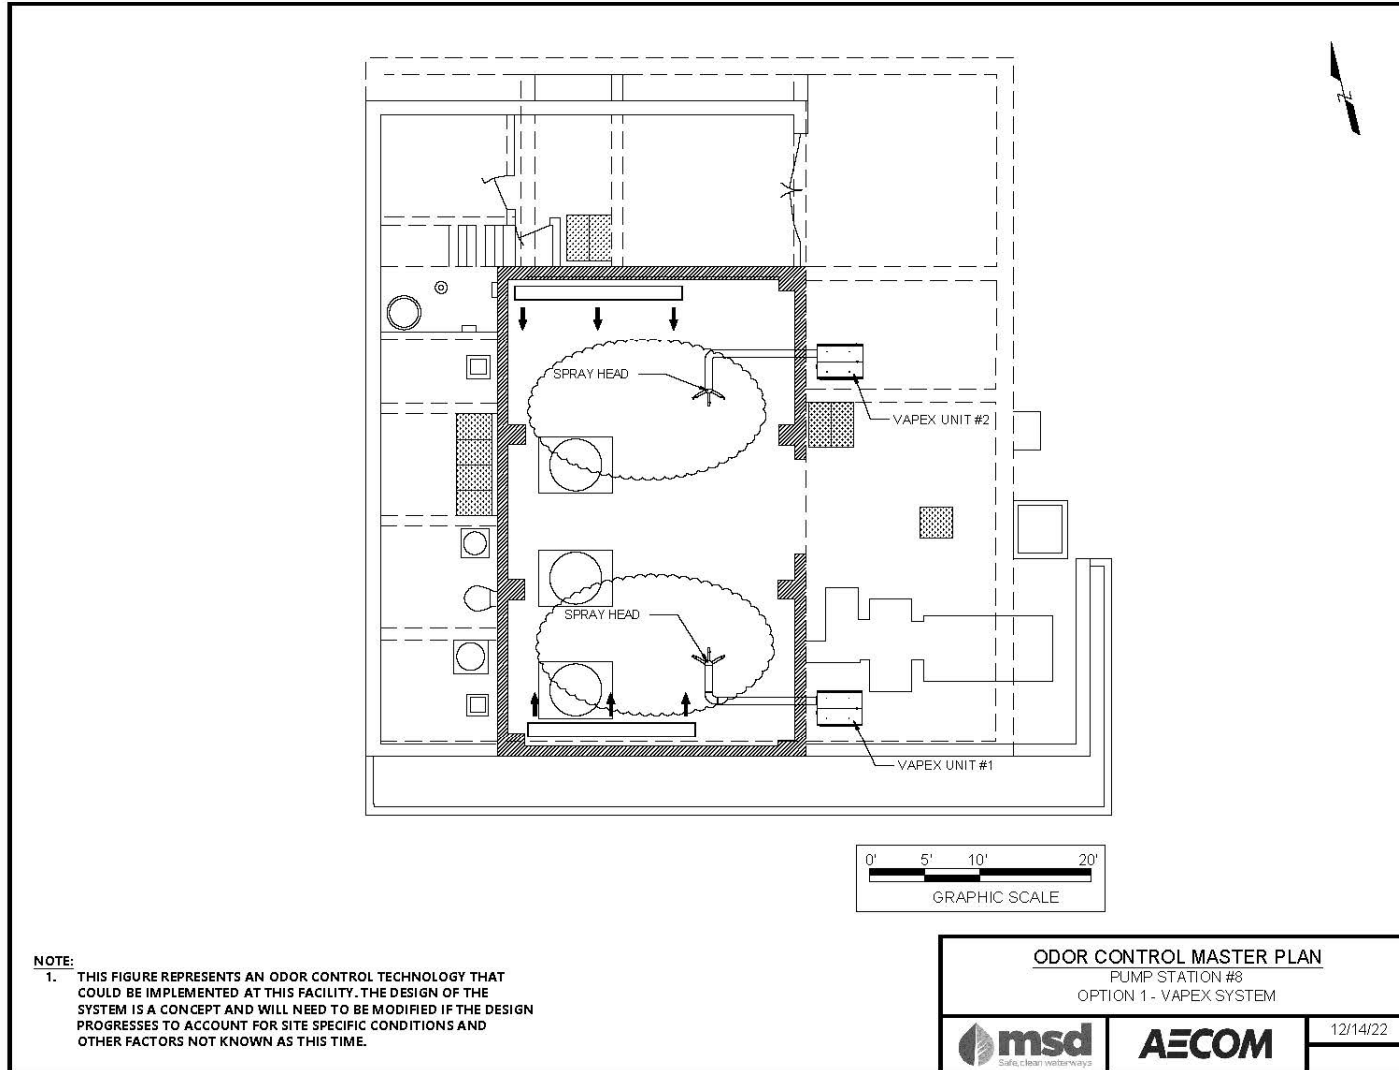 N
SPRAY HEAD
VAPEX UNIT #2
SPRAY HEAD
VAPEX UNIT #1
0' 5' 10' 20'
GRAPHIC SCALE
NOTE:
1. THIS FIGURE REPRESENTS AN ODOR CONTROL TECHNOLOGY THAT
COULD BE IMPLEMENTED AT THIS FACILITY. THE DESIGN OF THE
SYSTEM IS A CONCEPT AND WILL NEED TO BE MODIFIED IF THE DESIGN
PROGRESSES TO ACCOUNT FOR SITE SPECIFIC CONDITIONS AND
OTHER FACTORS NOT KNOWN AS THIS TIME.
ODOR CONTROL MASTER PLAN
PUMP STATION #8
OPTION 1 - VAPEX SYSTEM
msd
Safe, clean waterways
AECOM
12/14/22